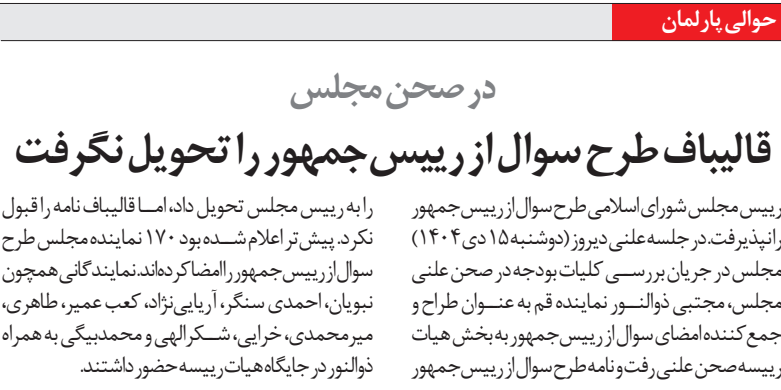 حوالی پارلمان
در صحن مجلس
قالیباف طرح سوال از رییس جمهور را تحویل نگرفت
رییس مجلس شورای اسلامی طرح سوال از رییس جمهور
را نپذیرفت. در جلسه علنی دیروز (دوشنبه ۱۵ دی ۱۴۰۴)
مجلس در جریان بررسی کلیات بودجه در صحن علنی
مجلس، مجتبی ذوالنور نماینده قم به عنوان طراح و
جمع کننده امضای سوال از رییس جمهور به بخش هیات
رییسه صحن علنی رفت و نامه طرح سوال از رییس جمهور
را به رییس مجلس تحویل داد، اما قالیباف نامه را قبول
نکرد. پیش تر اعلام شده بود ۱۷۰ نماینده مجلس طرح
سوال از رییس جمهور را امضا کرده‌اند. نمایندگانی همچون
نبویان، احمدی سنگر، آریایی‌نژاد، کعب عمیر، طاهری،
میرمحمدی، خرایی، شکرالهی و محمدبیگی به همراه
ذوالنور در جایگاه هیات رییسه حضور داشتند.